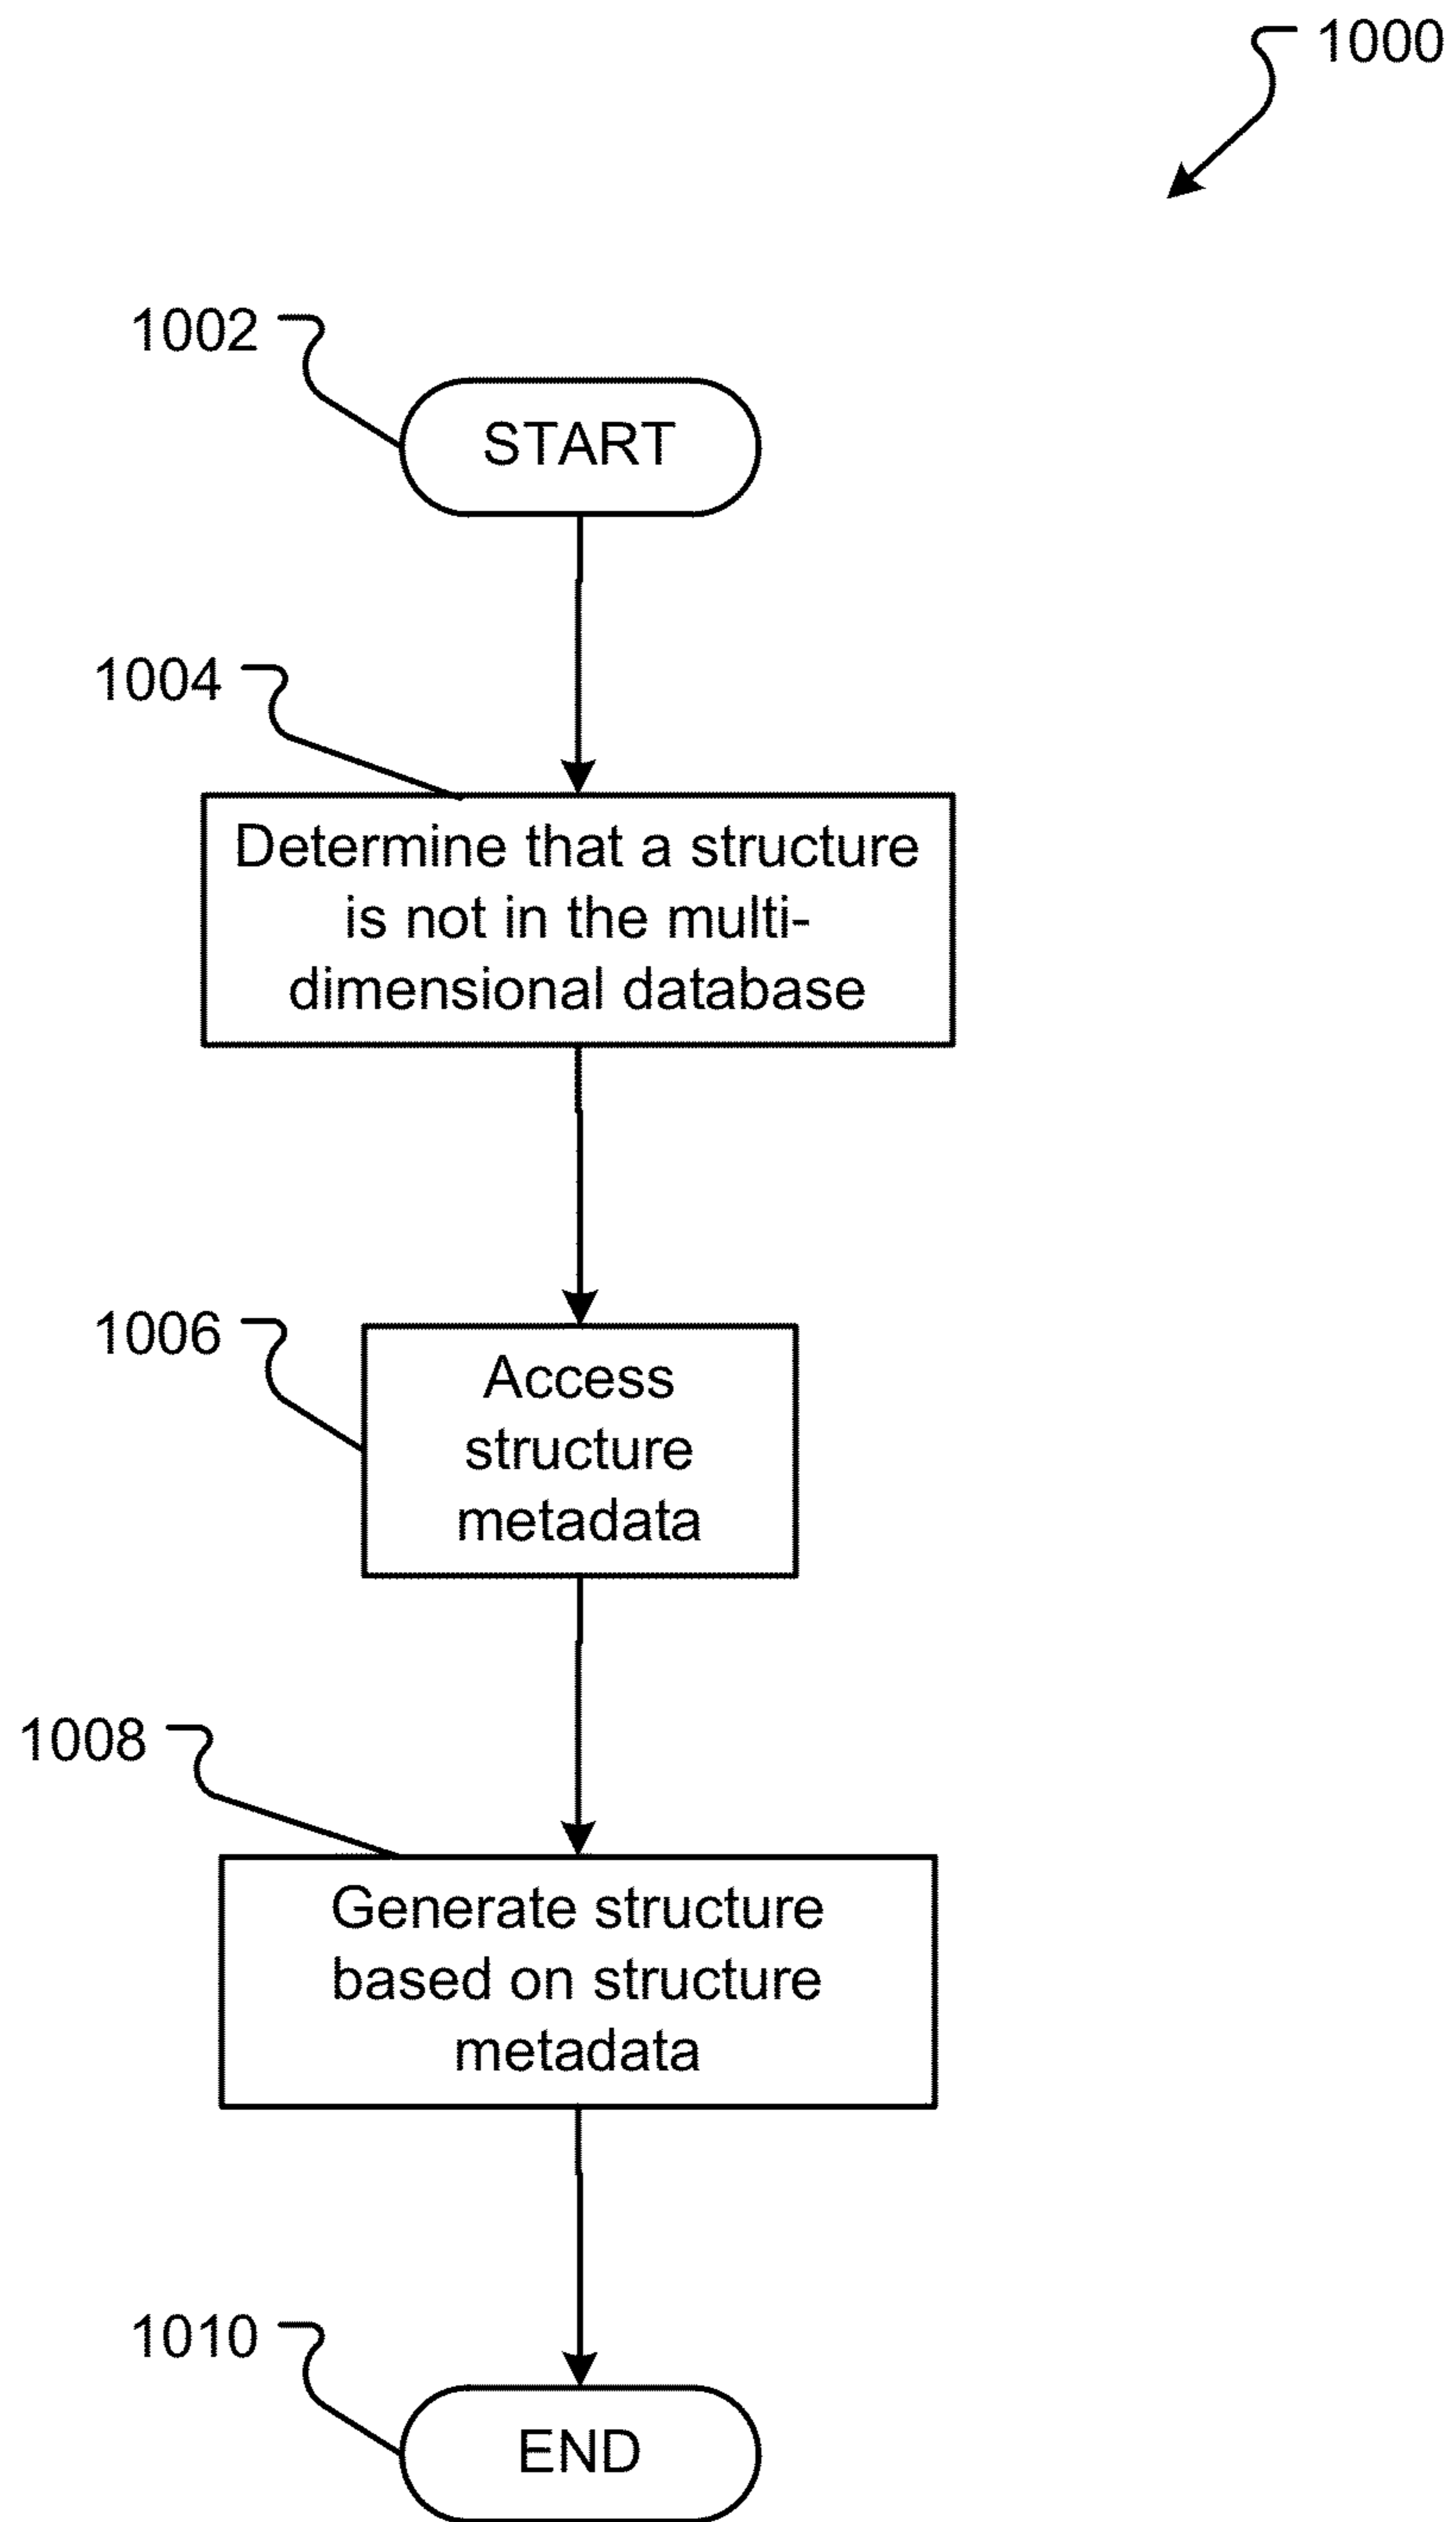 1000
1002
START
1004
Determine that a structure
is not in the multi-
dimensional database
1006
Access
structure
metadata
1008
Generate structure
based on structure
metadata
1010
END